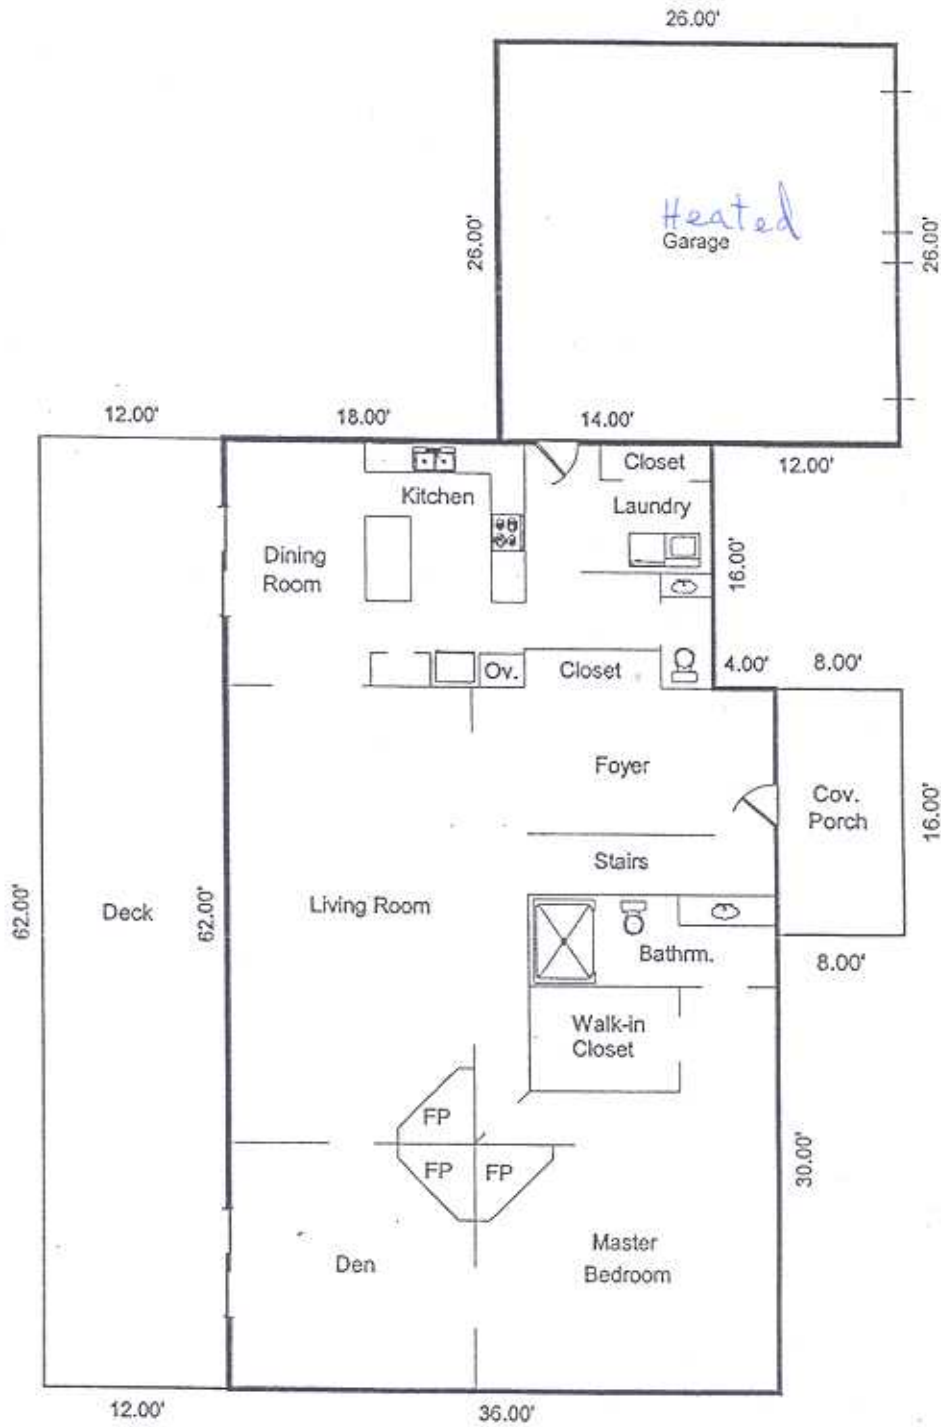 26.00'
Heated
Garage
26.00'
26.00'
12.00'
18.00'
14.00'
12.00'
Closet
Kitchen
Laundry
Dining
Room
16.00'
Ov.
Closet
4.00'
8.00'
Foyer
Cov.
Porch
16.00'
Stairs
62.00'
Deck
62.00'
Living Room
Bathrm.
8.00'
Walk-in
Closet
FP
FP
FP
30.00'
Den
Master
Bedroom
12.00'
36.00'